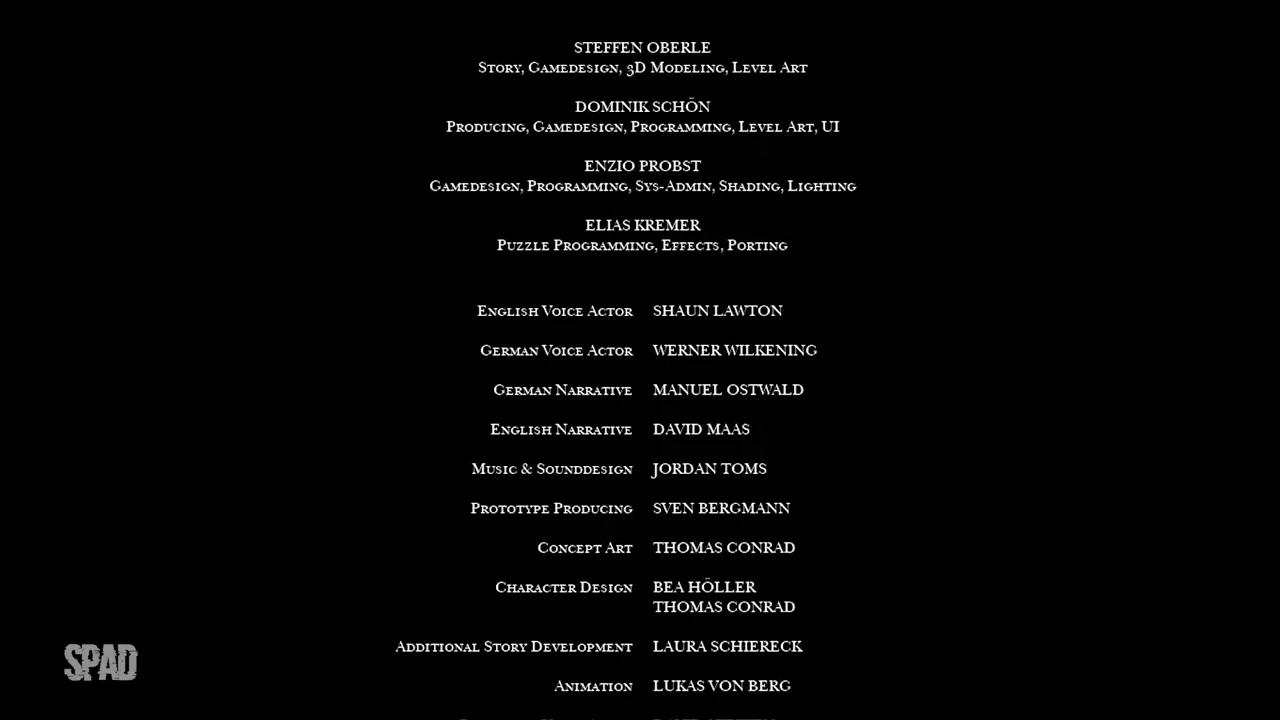 STEFFEN OBERLE
Story, Gamedesign, 3D Modeling, Level Art
DOMINIK SCHÖN
Producing, Gamedesign, Programming, Level Art, UI
ENZIO PROBST
Gamedesign, Programming, Sys-Admin, Shading, Lighting
ELIAS KREMER
Puzzle Programming, Effects, Porting
English Voice Actor SHAUN LAWTON
German Voice Actor WERNER WILKENING
German Narrative MANUEL OSTWALD
English Narrative DAVID MAAS
Music & Sounddesign JORDAN TOMS
Prototype Producing SVEN BERGMANN
Concept Art THOMAS CONRAD
Character Design BEA HÖLLER
THOMAS CONRAD
Additional Story Development LAURA SCHIERECK
Animation LUKAS VON BERG
SPAD